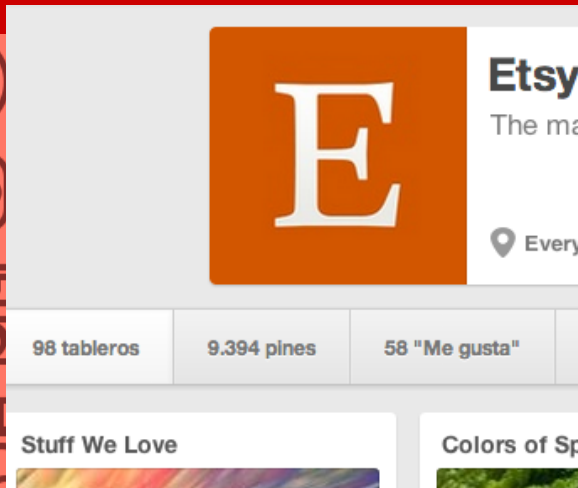 E
Etsy
The ma
Every
98 tableros
9.394 pines
58 "Me gusta"
Stuff We Love
Colors of Sp